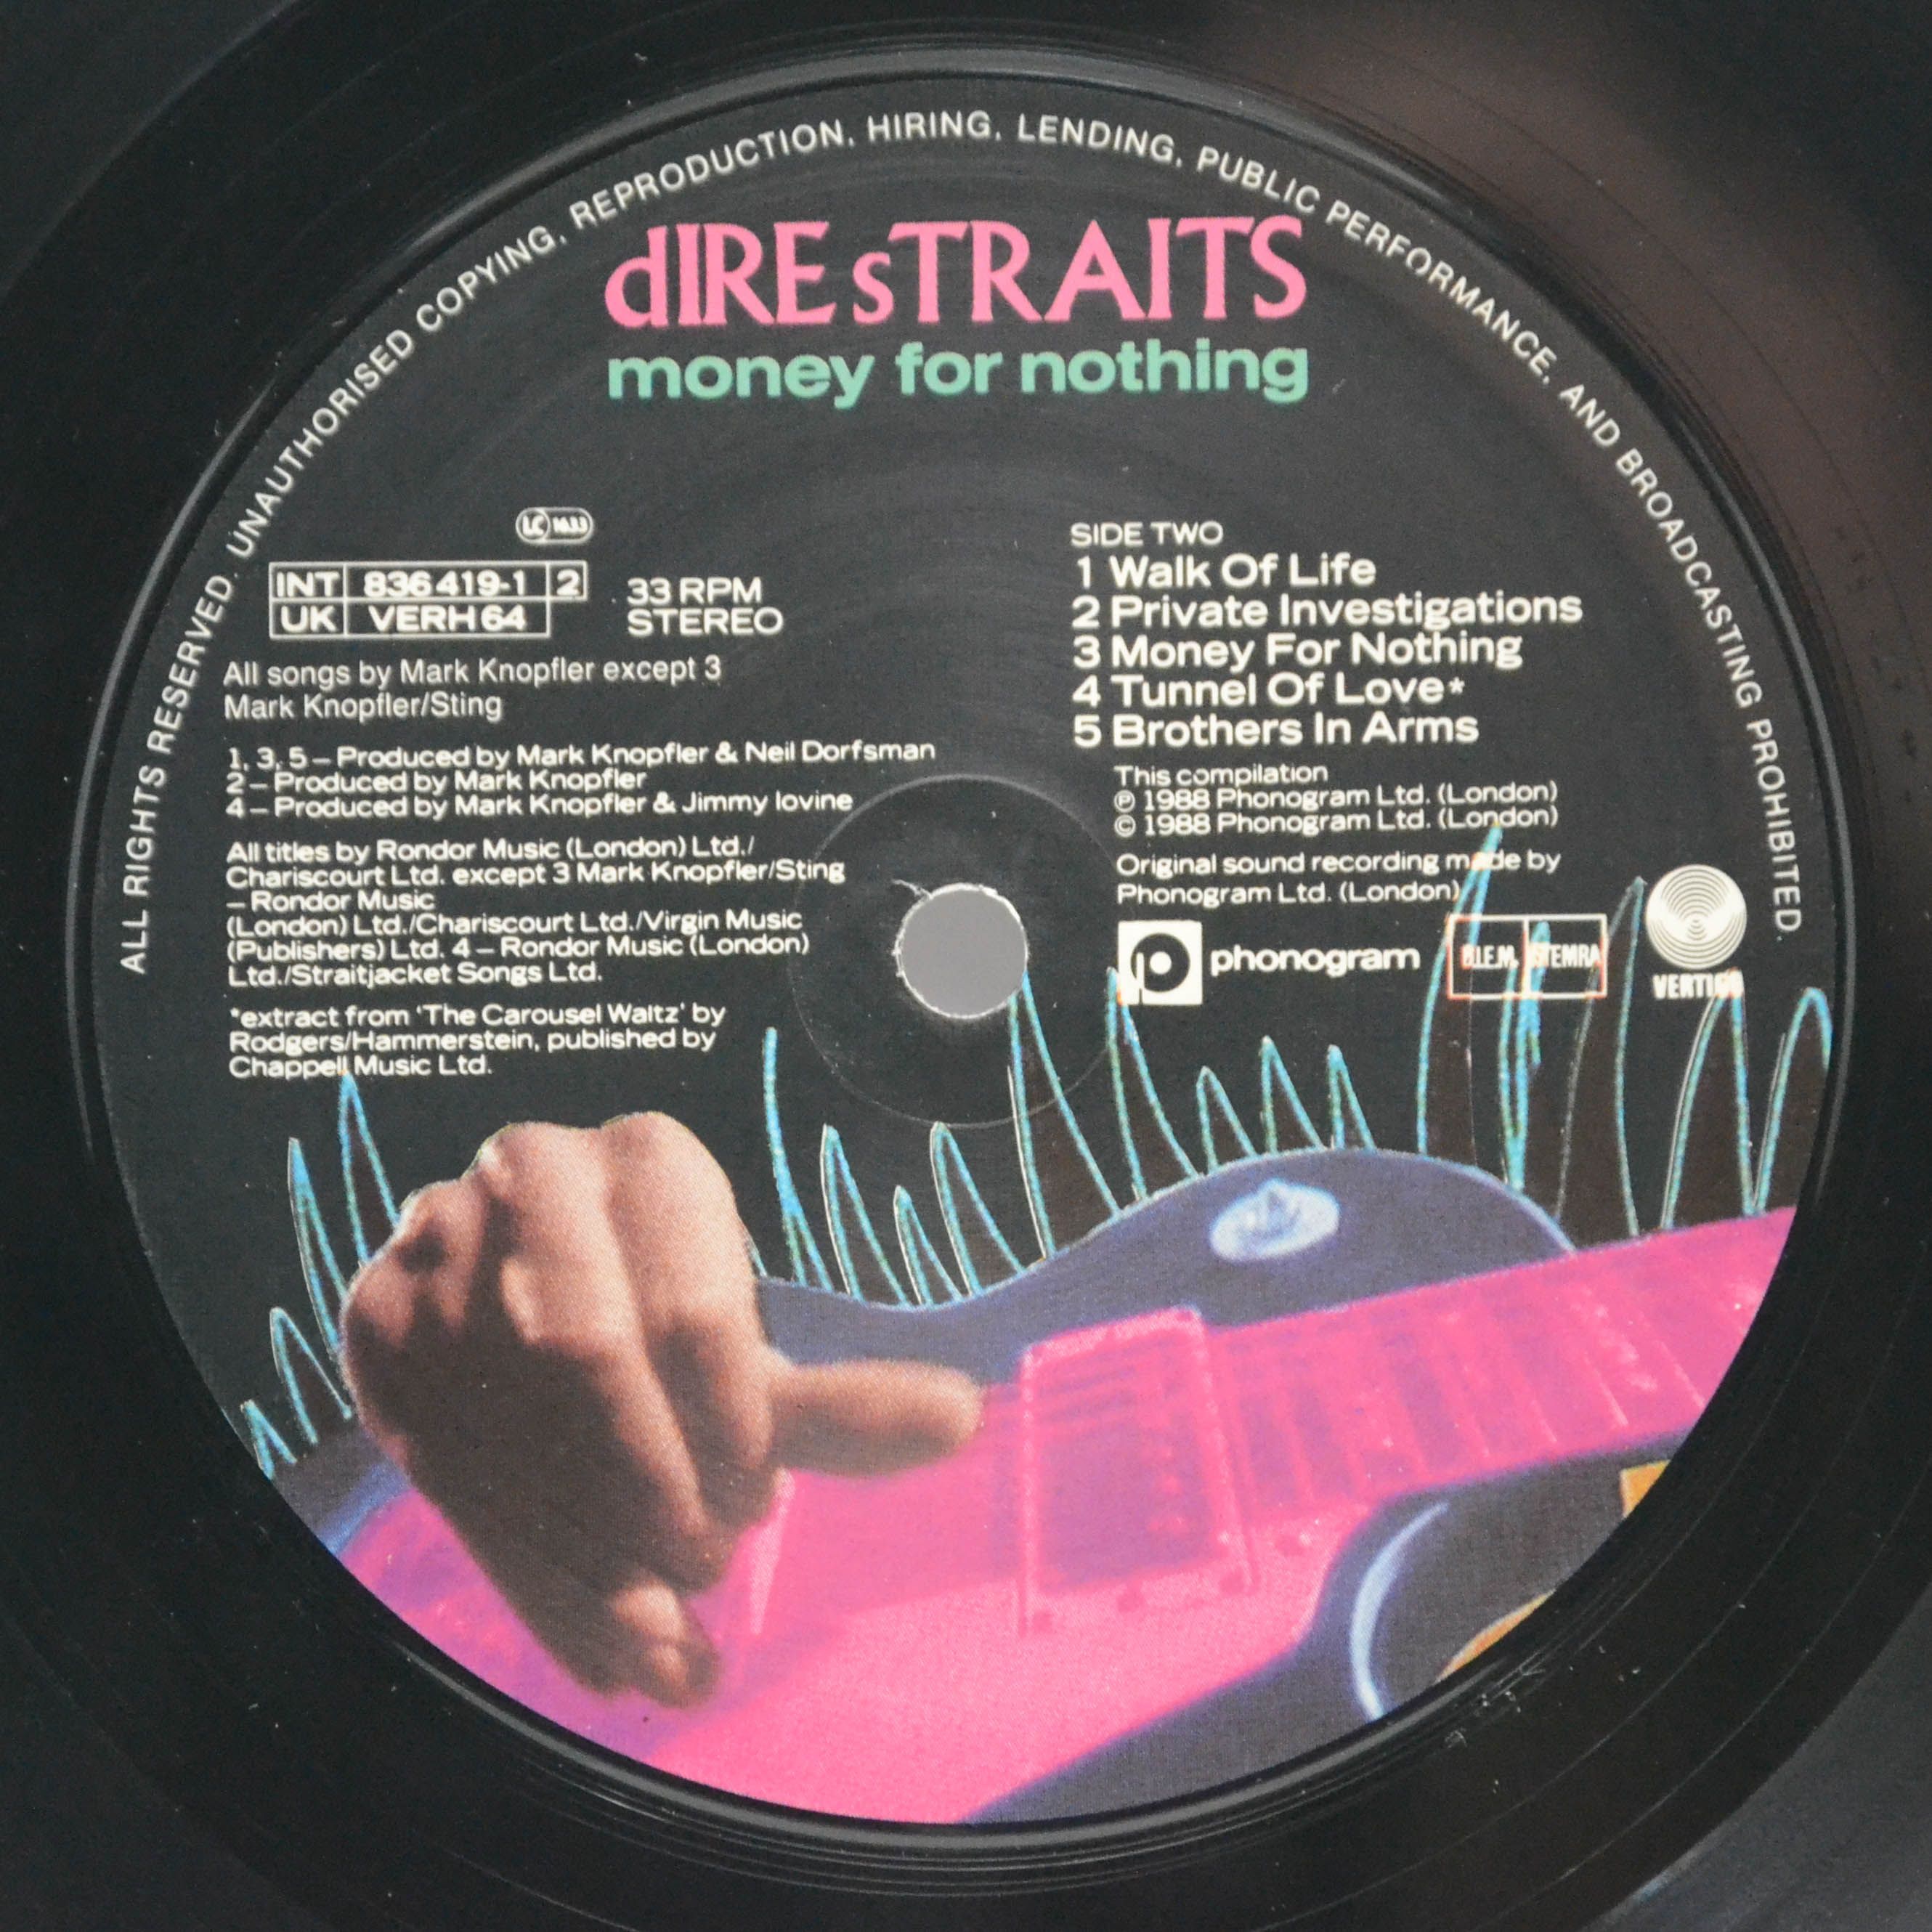 ALL RIGHTS RESERVED. UNAUTHORISED COPYING, REPRODUCTION, HIRING, LENDING, PUBLIC PERFORMANCE, AND BROADCASTING PROHIBITED.
dIRE sTRAITS
money for nothing
LC 1633
INT 836 419-1 2
UK VERH 64
33 RPM
STEREO
All songs by Mark Knopfler except 3
Mark Knopfler/Sting
1, 3, 5 – Produced by Mark Knopfler & Neil Dorfsman
2 – Produced by Mark Knopfler
4 – Produced by Mark Knopfler & Jimmy Iovine
All titles by Rondor Music (London) Ltd./
Chariscourt Ltd. except 3 Mark Knopfler/Sting
– Rondor Music
(London) Ltd./Chariscourt Ltd./Virgin Music
(Publishers) Ltd. 4 – Rondor Music (London)
Ltd./Straitjacket Songs Ltd.
*extract from ‘The Carousel Waltz’ by
Rodgers/Hammerstein, published by
Chappell Music Ltd.
SIDE TWO
1 Walk Of Life
2 Private Investigations
3 Money For Nothing
4 Tunnel Of Love*
5 Brothers In Arms
This compilation
℗ 1988 Phonogram Ltd. (London)
© 1988 Phonogram Ltd. (London)
Original sound recording made by
Phonogram Ltd. (London)
phonogram
B.I.E.M. STEMRA
VERTIGO